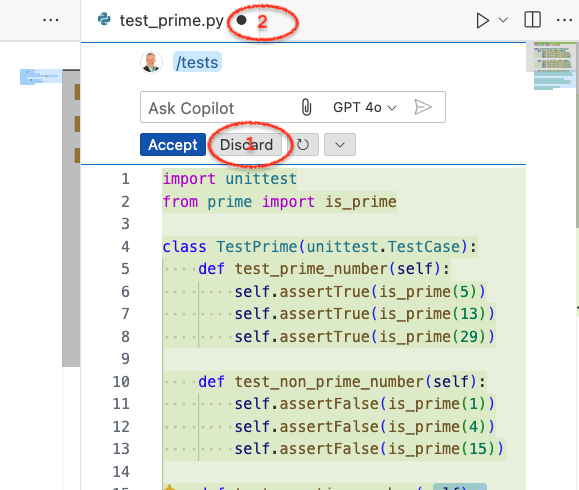 test_prime.py
2
/tests
Ask Copilot GPT 4o
Accept Discard
1
1 import unittest
2 from prime import is_prime
3
4 class TestPrime(unittest.TestCase):
5 def test_prime_number(self):
6 self.assertTrue(is_prime(5))
7 self.assertTrue(is_prime(13))
8 self.assertTrue(is_prime(29))
9
10 def test_non_prime_number(self):
11 self.assertFalse(is_prime(1))
12 self.assertFalse(is_prime(4))
13 self.assertFalse(is_prime(15))
14